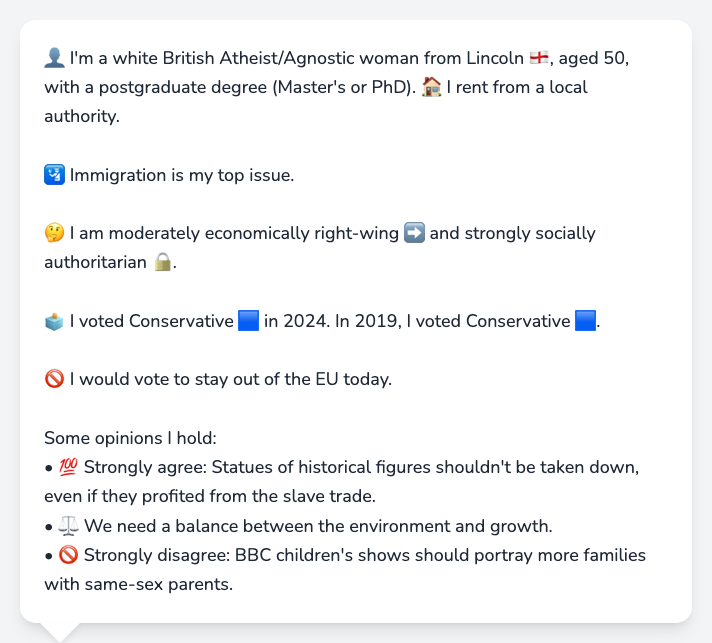 👤 I'm a white British Atheist/Agnostic woman from Lincoln 🏴󠁧󠁢󠁥󠁮󠁧󠁿, aged 50,
with a postgraduate degree (Master's or PhD). 🏠 I rent from a local
authority.
🛂 Immigration is my top issue.
🤔 I am moderately economically right-wing ➡️ and strongly socially
authoritarian 🔒.
🗳️ I voted Conservative 🟦 in 2024. In 2019, I voted Conservative 🟦.
🚫 I would vote to stay out of the EU today.
Some opinions I hold:
• 💯 Strongly agree: Statues of historical figures shouldn't be taken down,
even if they profited from the slave trade.
• ⚖️ We need a balance between the environment and growth.
• 🚫 Strongly disagree: BBC children's shows should portray more families
with same-sex parents.